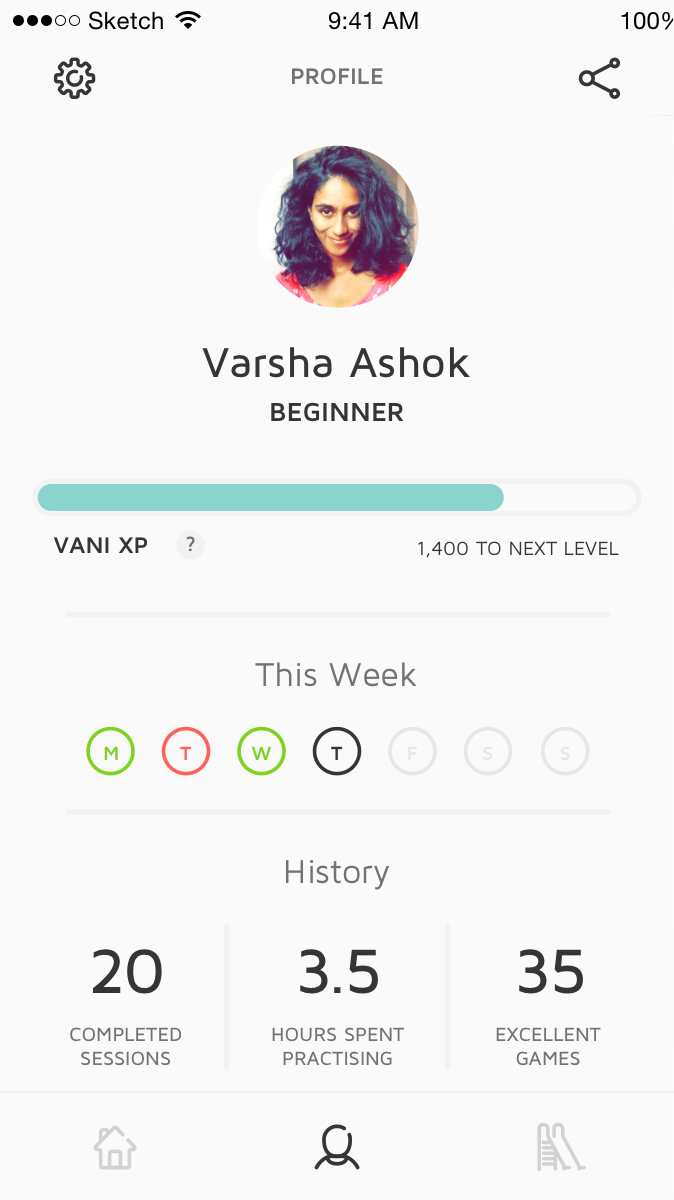 Sketch 9:41 AM 100%
PROFILE
Varsha Ashok
BEGINNER
VANI XP ? 1,400 TO NEXT LEVEL
This Week
M T W T F S S
History
20 3.5 35
COMPLETED HOURS SPENT EXCELLENT
SESSIONS PRACTISING GAMES